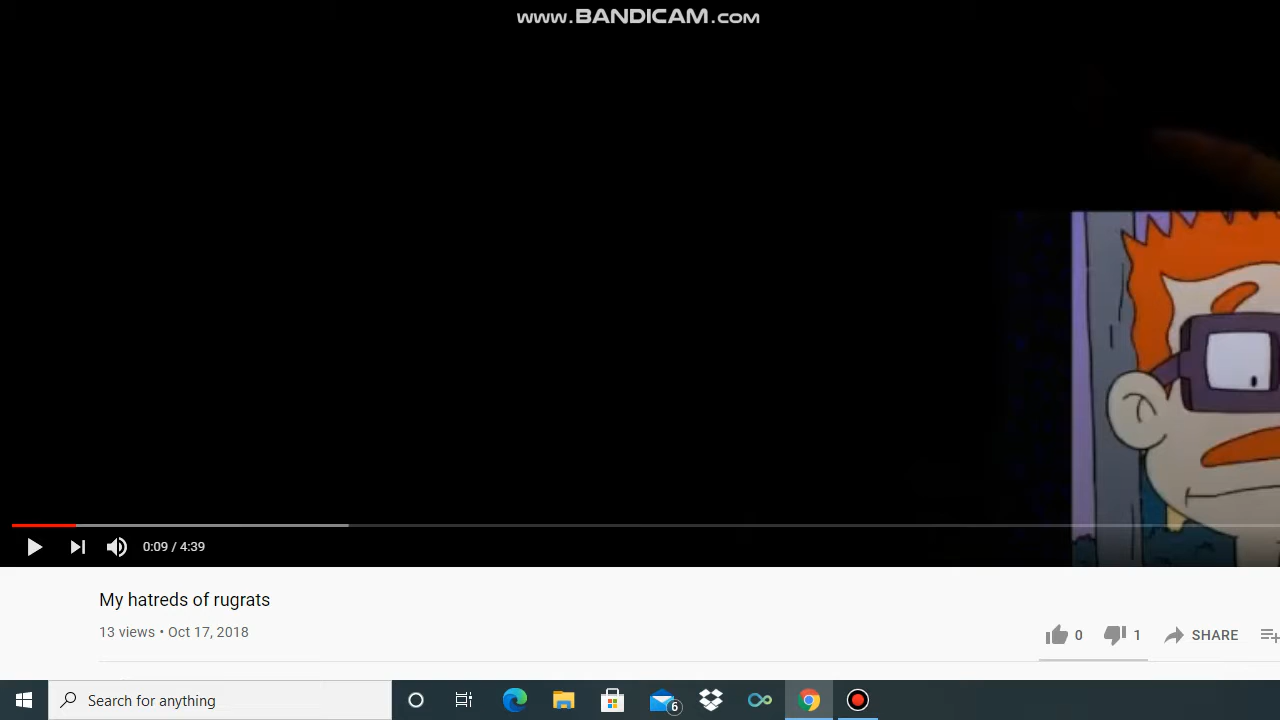 www.BANDICAM.com
0:09 / 4:39
My hatreds of rugrats
13 views • Oct 17, 2018
0
1
SHARE
Search for anything
6